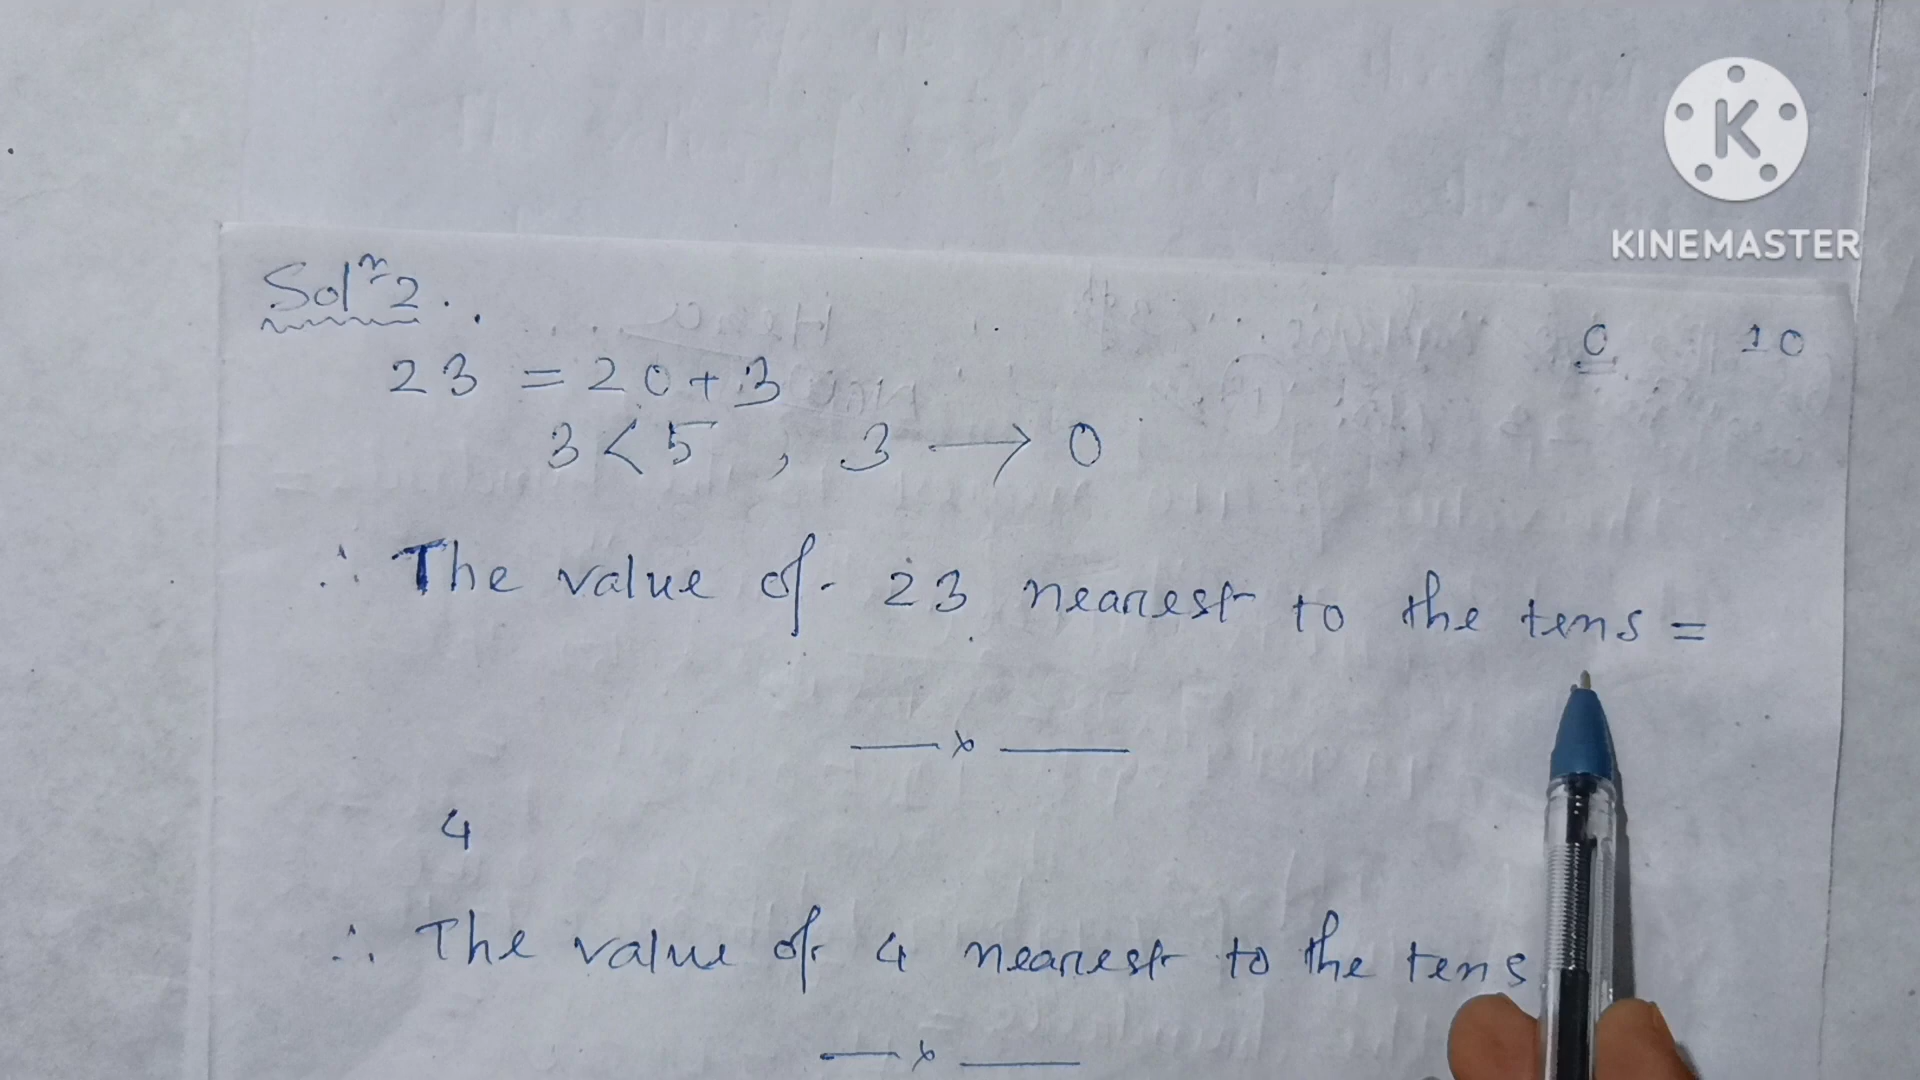 K
KINEMASTER
Solⁿ 2.
0 10
23 = 20 + 3
3 < 5 , 3 → 0
∴ The value of 23 nearest to the tens =
— x —
4
∴ The value of 4 nearest to the tens
— x —